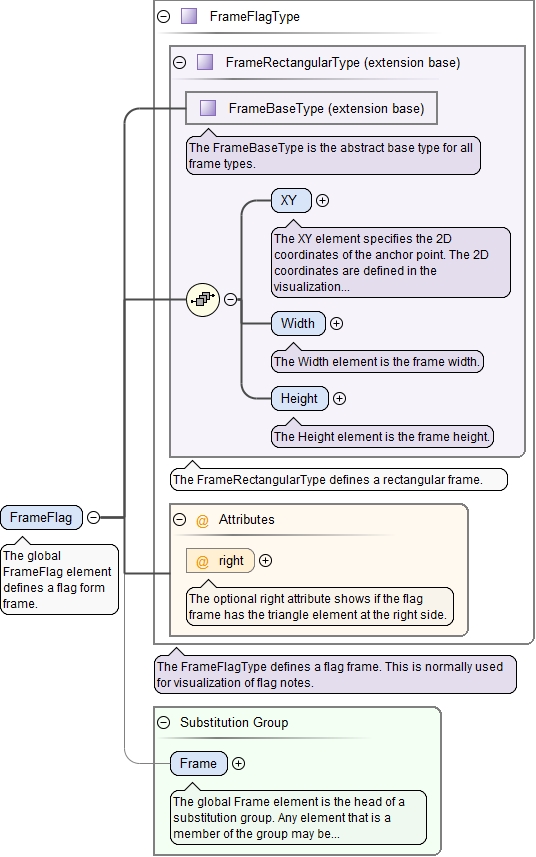 FrameFlagType
FrameRectangularType (extension base)
FrameBaseType (extension base)
The FrameBaseType is the abstract base type for all
frame types.
XY
The XY element specifies the 2D
coordinates of the anchor point. The 2D
coordinates are defined in the
visualization...
Width
The Width element is the frame width.
Height
The Height element is the frame height.
The FrameRectangularType defines a rectangular frame.
FrameFlag
The global
FrameFlag element
defines a flag form
frame.
@ Attributes
@ right
The optional right attribute shows if the flag
frame has the triangle element at the right side.
The FrameFlagType defines a flag frame. This is normally used
for visualization of flag notes.
Substitution Group
Frame
The global Frame element is the head of a
substitution group. Any element that is a
member of the group may be...